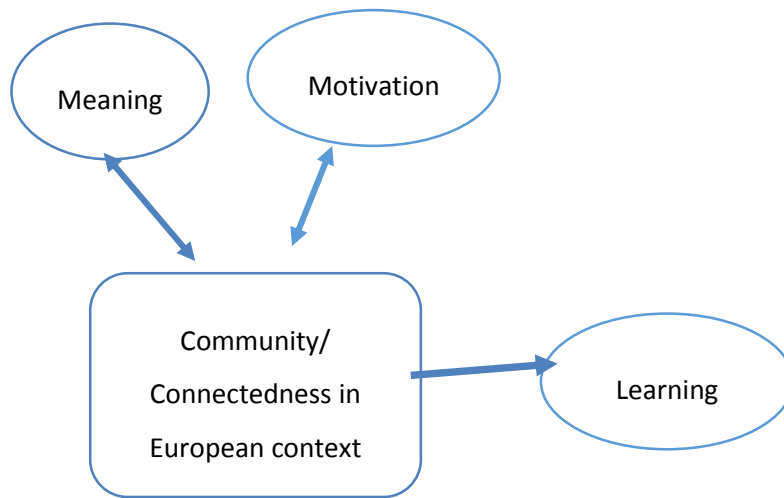 Meaning
Motivation
Community/
Connectedness in
European context
Learning